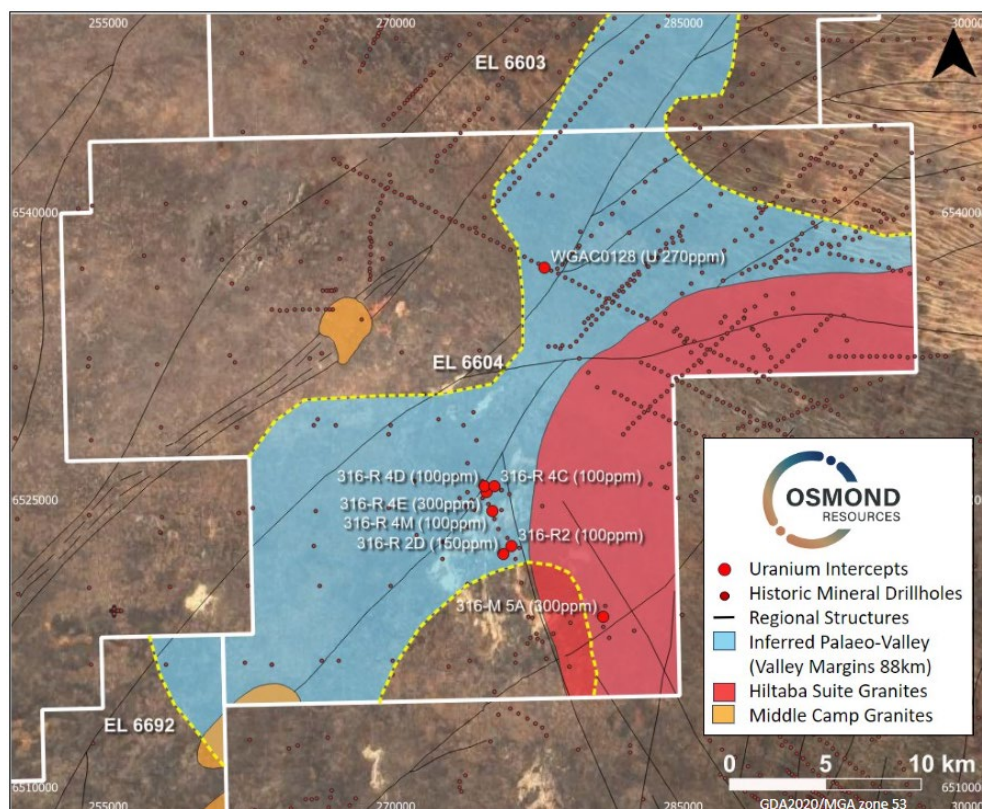 255000
270000
285000
30000
EL 6603
6540000
6540000
WGAC0128 (U 270ppm)
EL 6604
316-R 4D (100ppm)
316-R 4C (100ppm)
6525000
316-R 4E (300ppm)
316-R 4M (100ppm)
316-R2 (100ppm)
316-R 2D (150ppm)
316-M 5A (300ppm)
EL 6692
OSMOND
RESOURCES
Uranium Intercepts
Historic Mineral Drillholes
Regional Structures
Inferred Palaeo-Valley
(Valley Margins 88km)
Hiltaba Suite Granites
Middle Camp Granites
0 5 10 km
6510000
6510000
255000
270000
285000
GDA2020/MGA zone 53